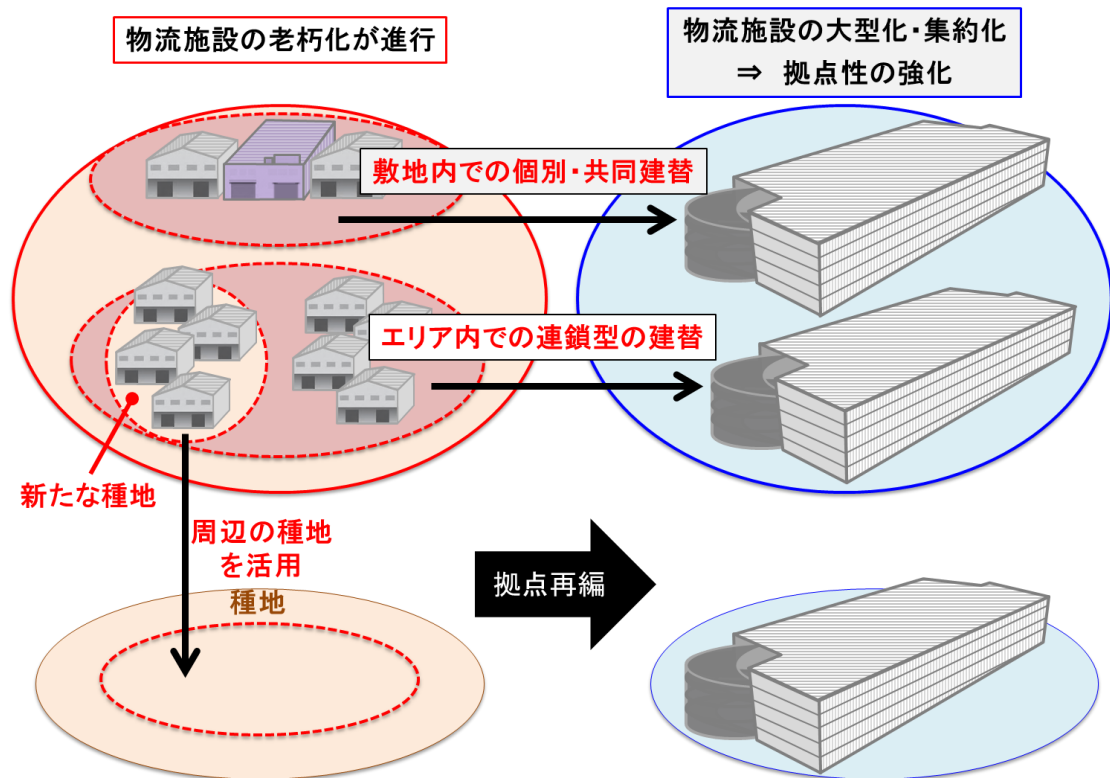 物流施設の老朽化が進行
物流施設の大型化・集約化
⇒ 拠点性の強化
敷地内での個別・共同建替
エリア内での連鎖型の建替
新たな種地
周辺の種地
を活用
種地
拠点再編